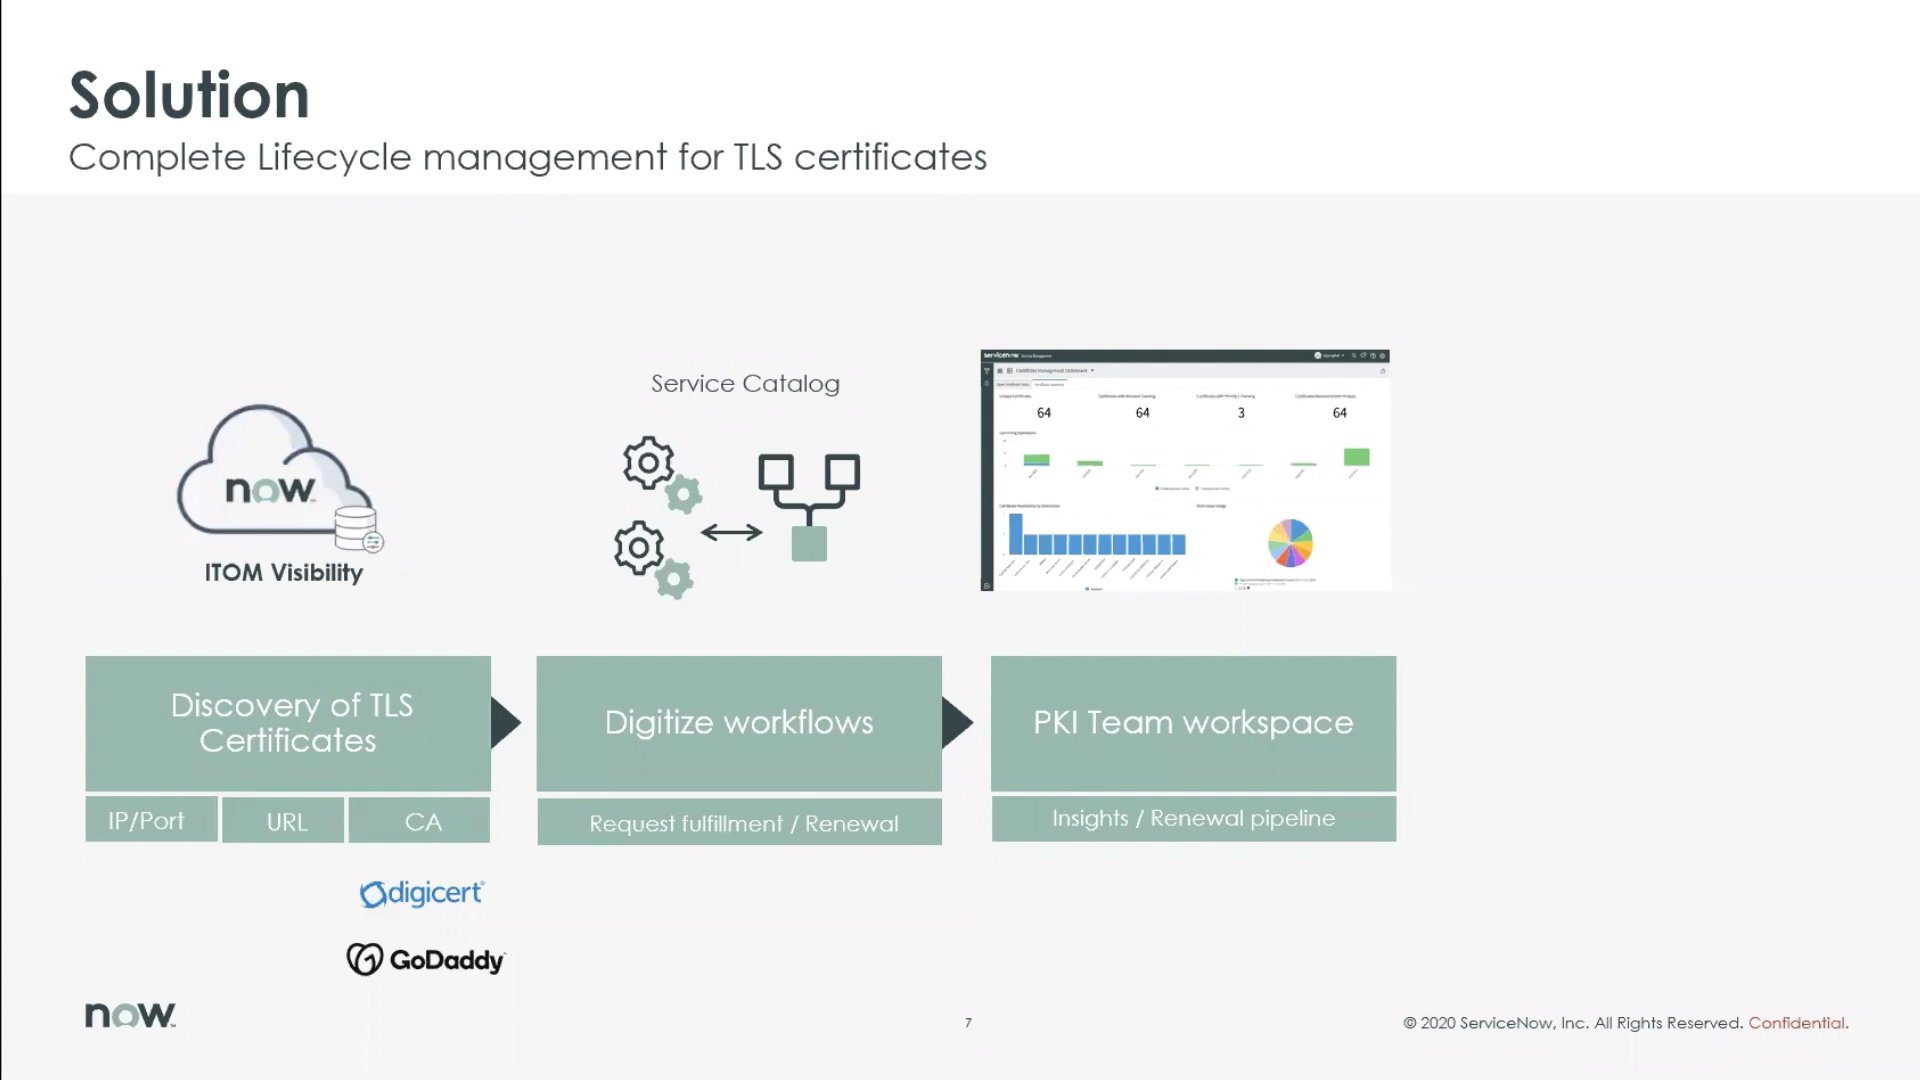 Solution
Complete Lifecycle management for TLS certificates
now
ITOM Visibility
Service Catalog
servicenow
64
64
3
64
Discovery of TLS
Certificates
IP/Port
URL
CA
digicert
GoDaddy
Digitize workflows
Request fulfillment / Renewal
PKI Team workspace
Insights / Renewal pipeline
now
7
© 2020 ServiceNow, Inc. All Rights Reserved. Confidential.